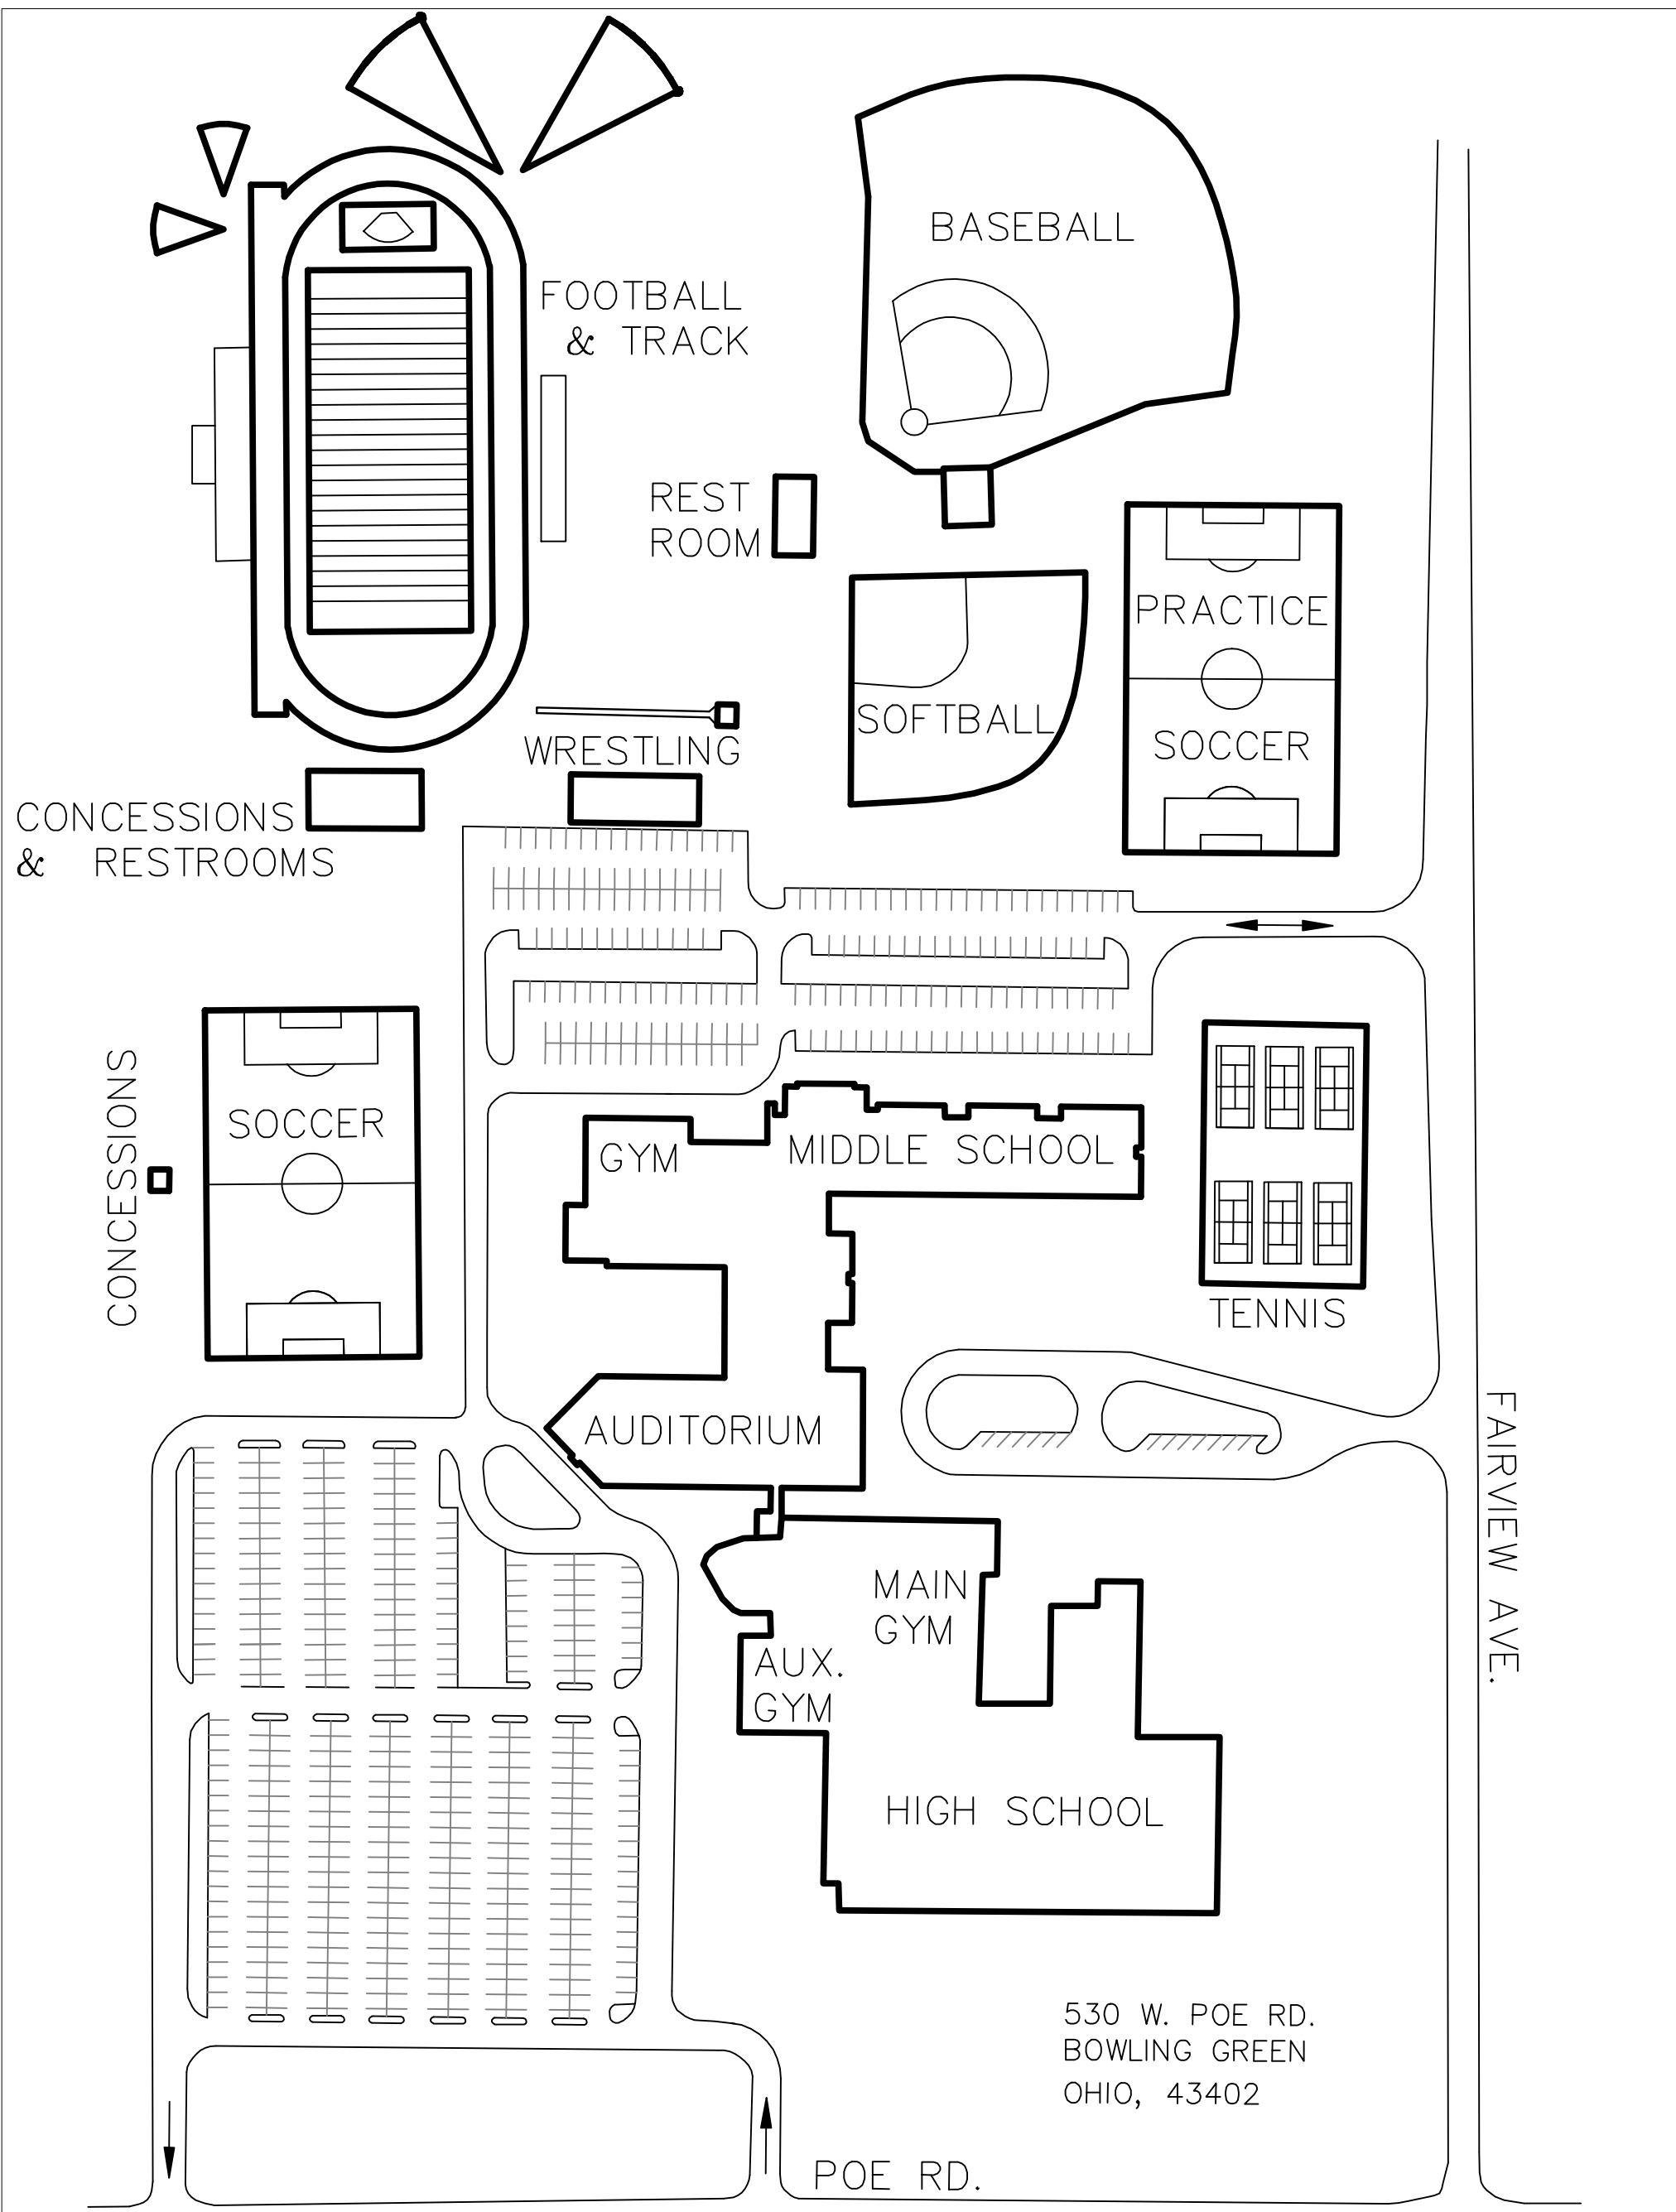 BASEBALL
FOOTBALL
& TRACK
REST
ROOM
PRACTICE
SOCCER
SOFTBALL
WRESTLING
CONCESSIONS
& RESTROOMS
CONCESSIONS
SOCCER
GYM
MIDDLE SCHOOL
TENNIS
AUDITORIUM
FAIRVIEW AVE.
MAIN
GYM
AUX.
GYM
HIGH SCHOOL
530 W. POE RD.
BOWLING GREEN
OHIO, 43402
POE RD.